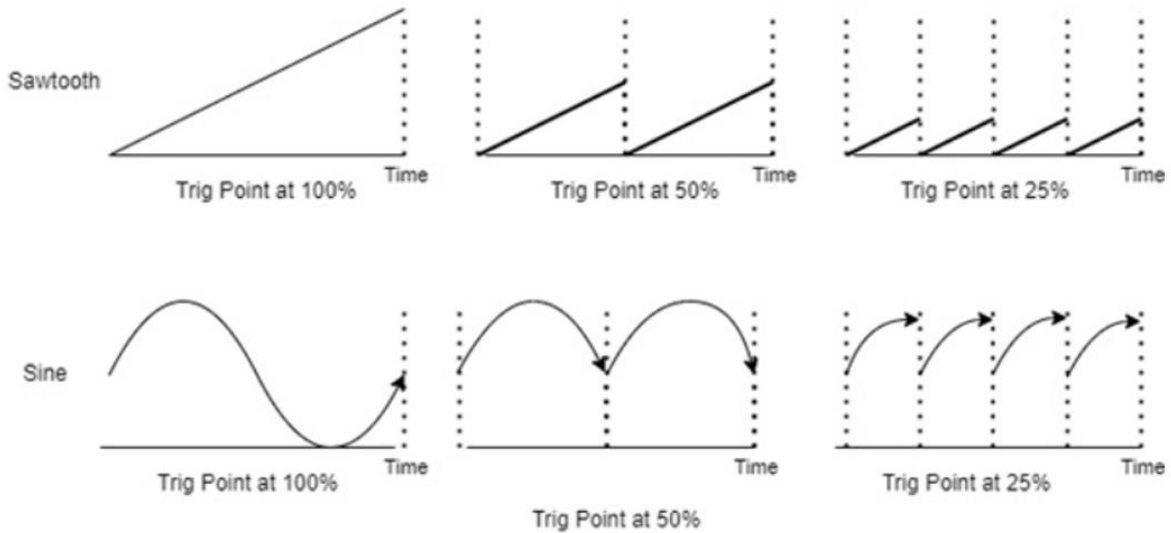 Sawtooth
Time Time Time
Trig Point at 100% Trig Point at 50% Trig Point at 25%
Sine
Time Time Time
Trig Point at 100% Trig Point at 25%
Trig Point at 50%